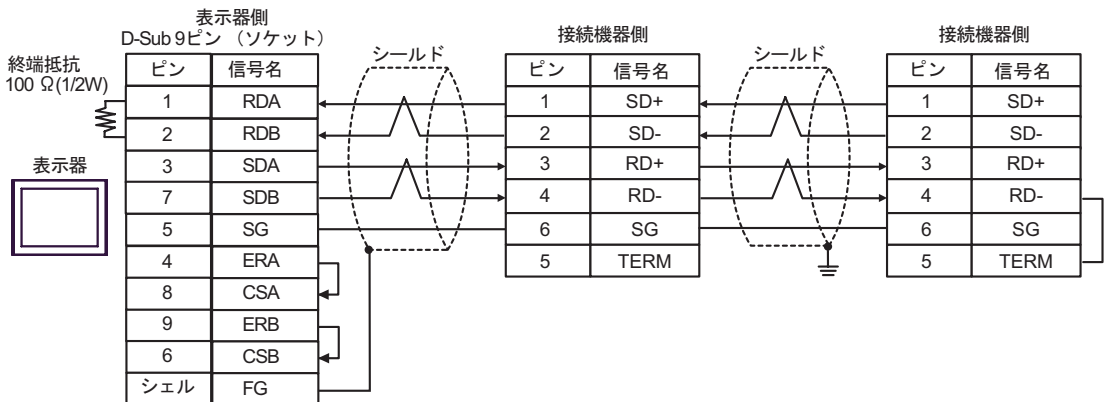 表示器側
D-Sub 9ピン （ソケット）
終端抵抗
100 Ω(1/2W)
表示器
ピン 信号名
1 RDA
2 RDB
3 SDA
7 SDB
5 SG
4 ERA
8 CSA
9 ERB
6 CSB
シェル FG
シールド
接続機器側
ピン 信号名
1 SD+
2 SD-
3 RD+
4 RD-
6 SG
5 TERM
シールド
接続機器側
ピン 信号名
1 SD+
2 SD-
3 RD+
4 RD-
6 SG
5 TERM